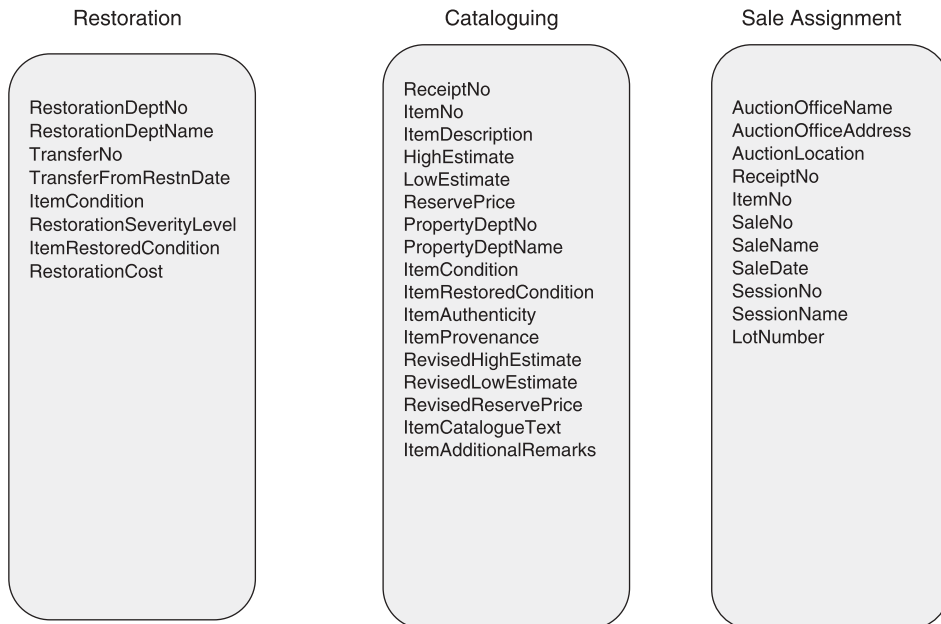 Restoration
RestorationDeptNo
RestorationDeptName
TransferNo
TransferFromRestnDate
ItemCondition
RestorationSeverityLevel
ItemRestoredCondition
RestorationCost
Cataloguing
ReceiptNo
ItemNo
ItemDescription
HighEstimate
LowEstimate
ReservePrice
PropertyDeptNo
PropertyDeptName
ItemCondition
ItemRestoredCondition
ItemAuthenticity
ItemProvenance
RevisedHighEstimate
RevisedLowEstimate
RevisedReservePrice
ItemCatalogueText
ItemAdditionalRemarks
Sale Assignment
AuctionOfficeName
AuctionOfficeAddress
AuctionLocation
ReceiptNo
ItemNo
SaleNo
SaleName
SaleDate
SessionNo
SessionName
LotNumber